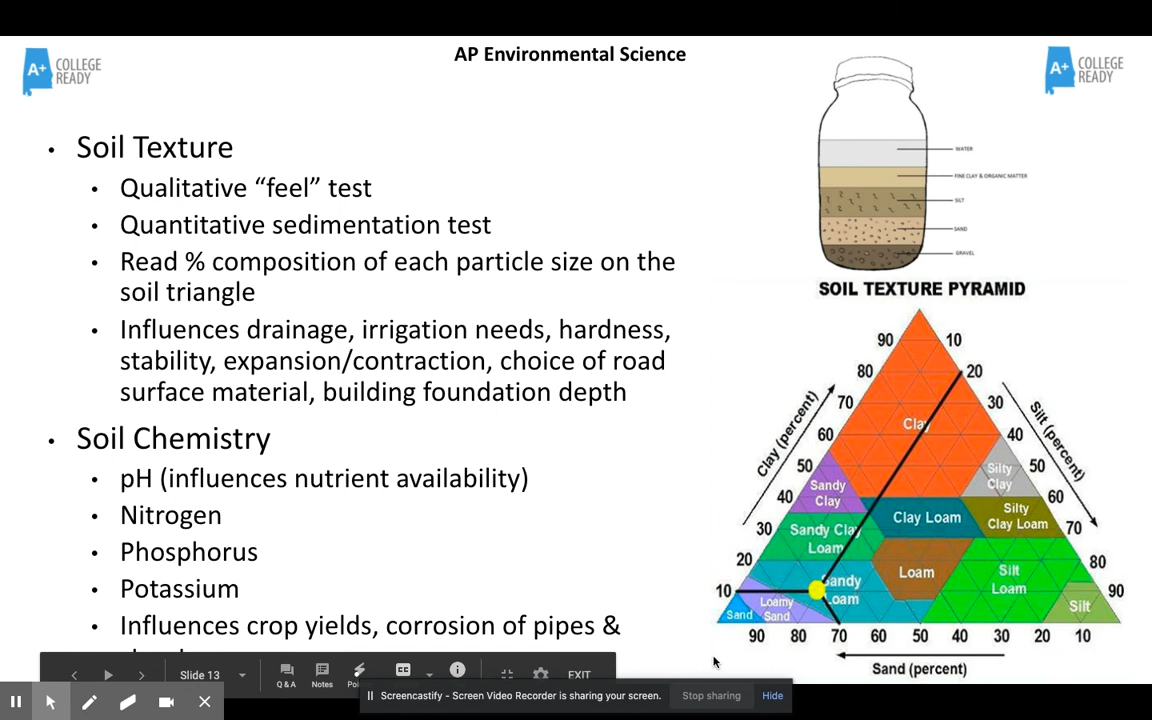 AP Environmental Science
A+ COLLEGE
READY
A+ COLLEGE
READY
• Soil Texture
• Qualitative “feel” test
• Quantitative sedimentation test
• Read % composition of each particle size on the
soil triangle
• Influences drainage, irrigation needs, hardness,
stability, expansion/contraction, choice of road
surface material, building foundation depth
• Soil Chemistry
• pH (influences nutrient availability)
• Nitrogen
• Phosphorus
• Potassium
• Influences crop yields, corrosion of pipes &
WATER
FINE CLAY & ORGANIC MATTER
SILT
SAND
GRAVEL
SOIL TEXTURE PYRAMID
90 10
80 20
70 30
60 40
50 50
40 60
30 70
20 80
10 90
Clay (percent)
Silt (percent)
Clay
Silty
Clay
Sandy
Clay
Clay Loam
Silty
Clay Loam
Sandy Clay
Loam
Loam
Silt
Loam
Sandy
Loam
Sand
Loamy
Sand
Silt
90 80 70 60 50 40 30 20 10
Sand (percent)
Slide 13
Q & A
Notes
EXIT
Screencastify - Screen Video Recorder is sharing your screen.
Stop sharing
Hide